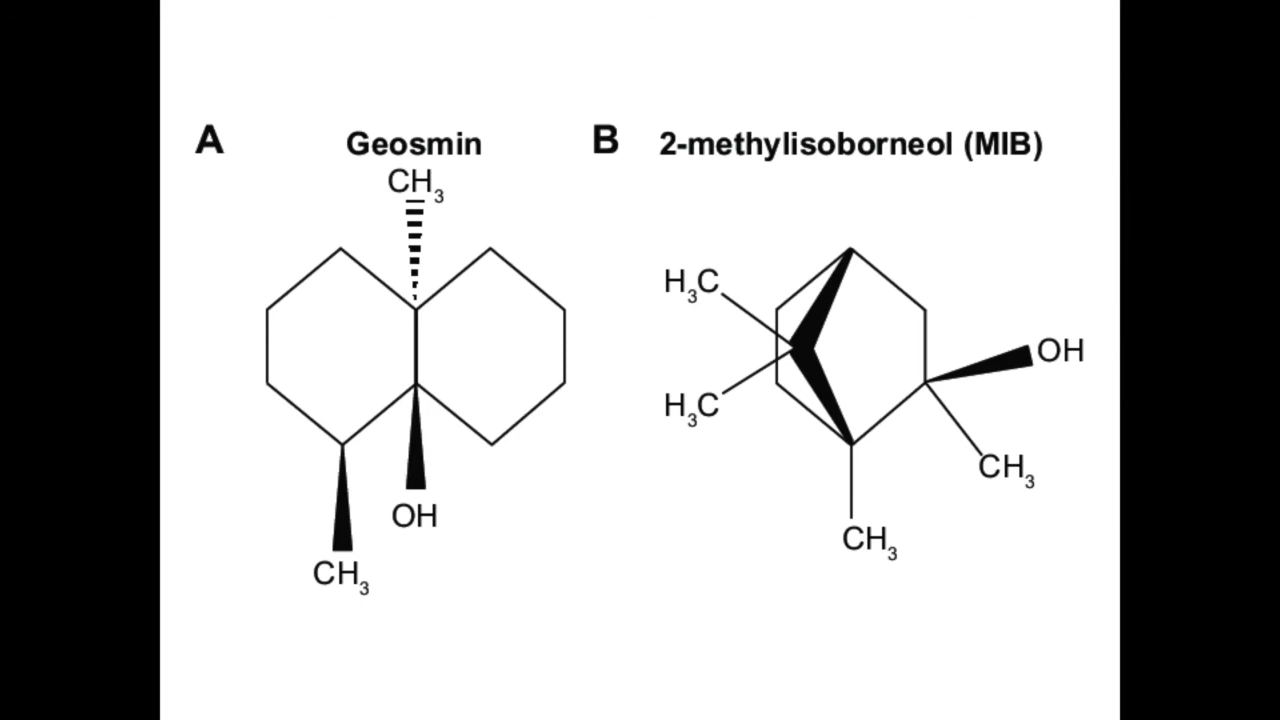 A
Geosmin
CH₃
OH
CH₃
B
2-methylisoborneol (MIB)
H₃C
H₃C
OH
CH₃
CH₃